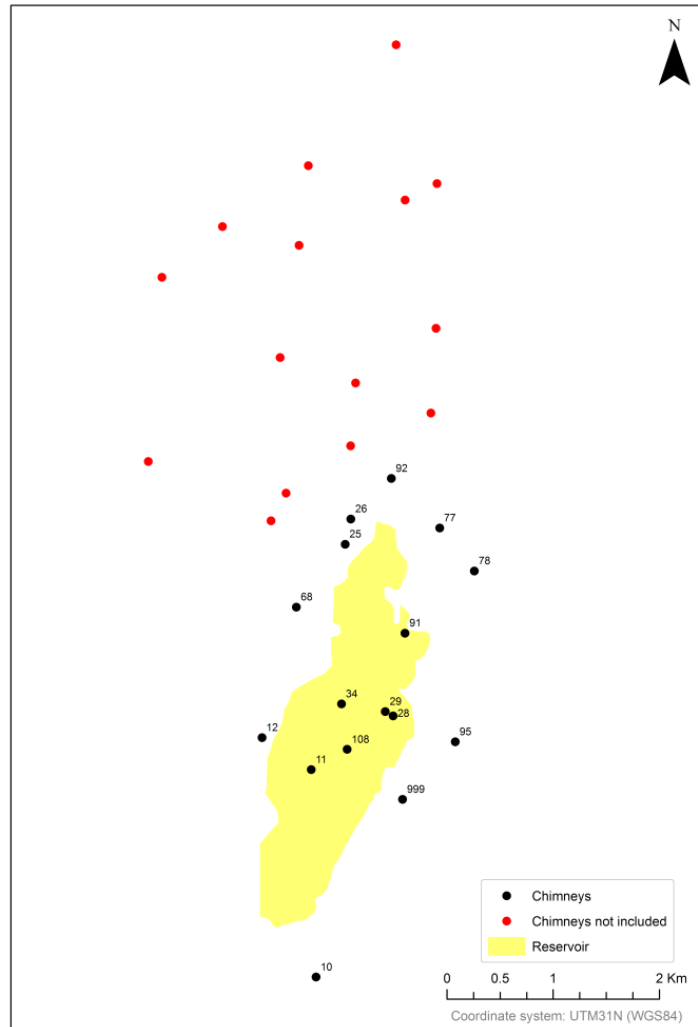 N
92
26
77
25
78
68
91
34
29
28
12
95
108
11
999
10
Chimneys
Chimneys not included
Reservoir
0 0.5 1 2 Km
Coordinate system: UTM31N (WGS84)